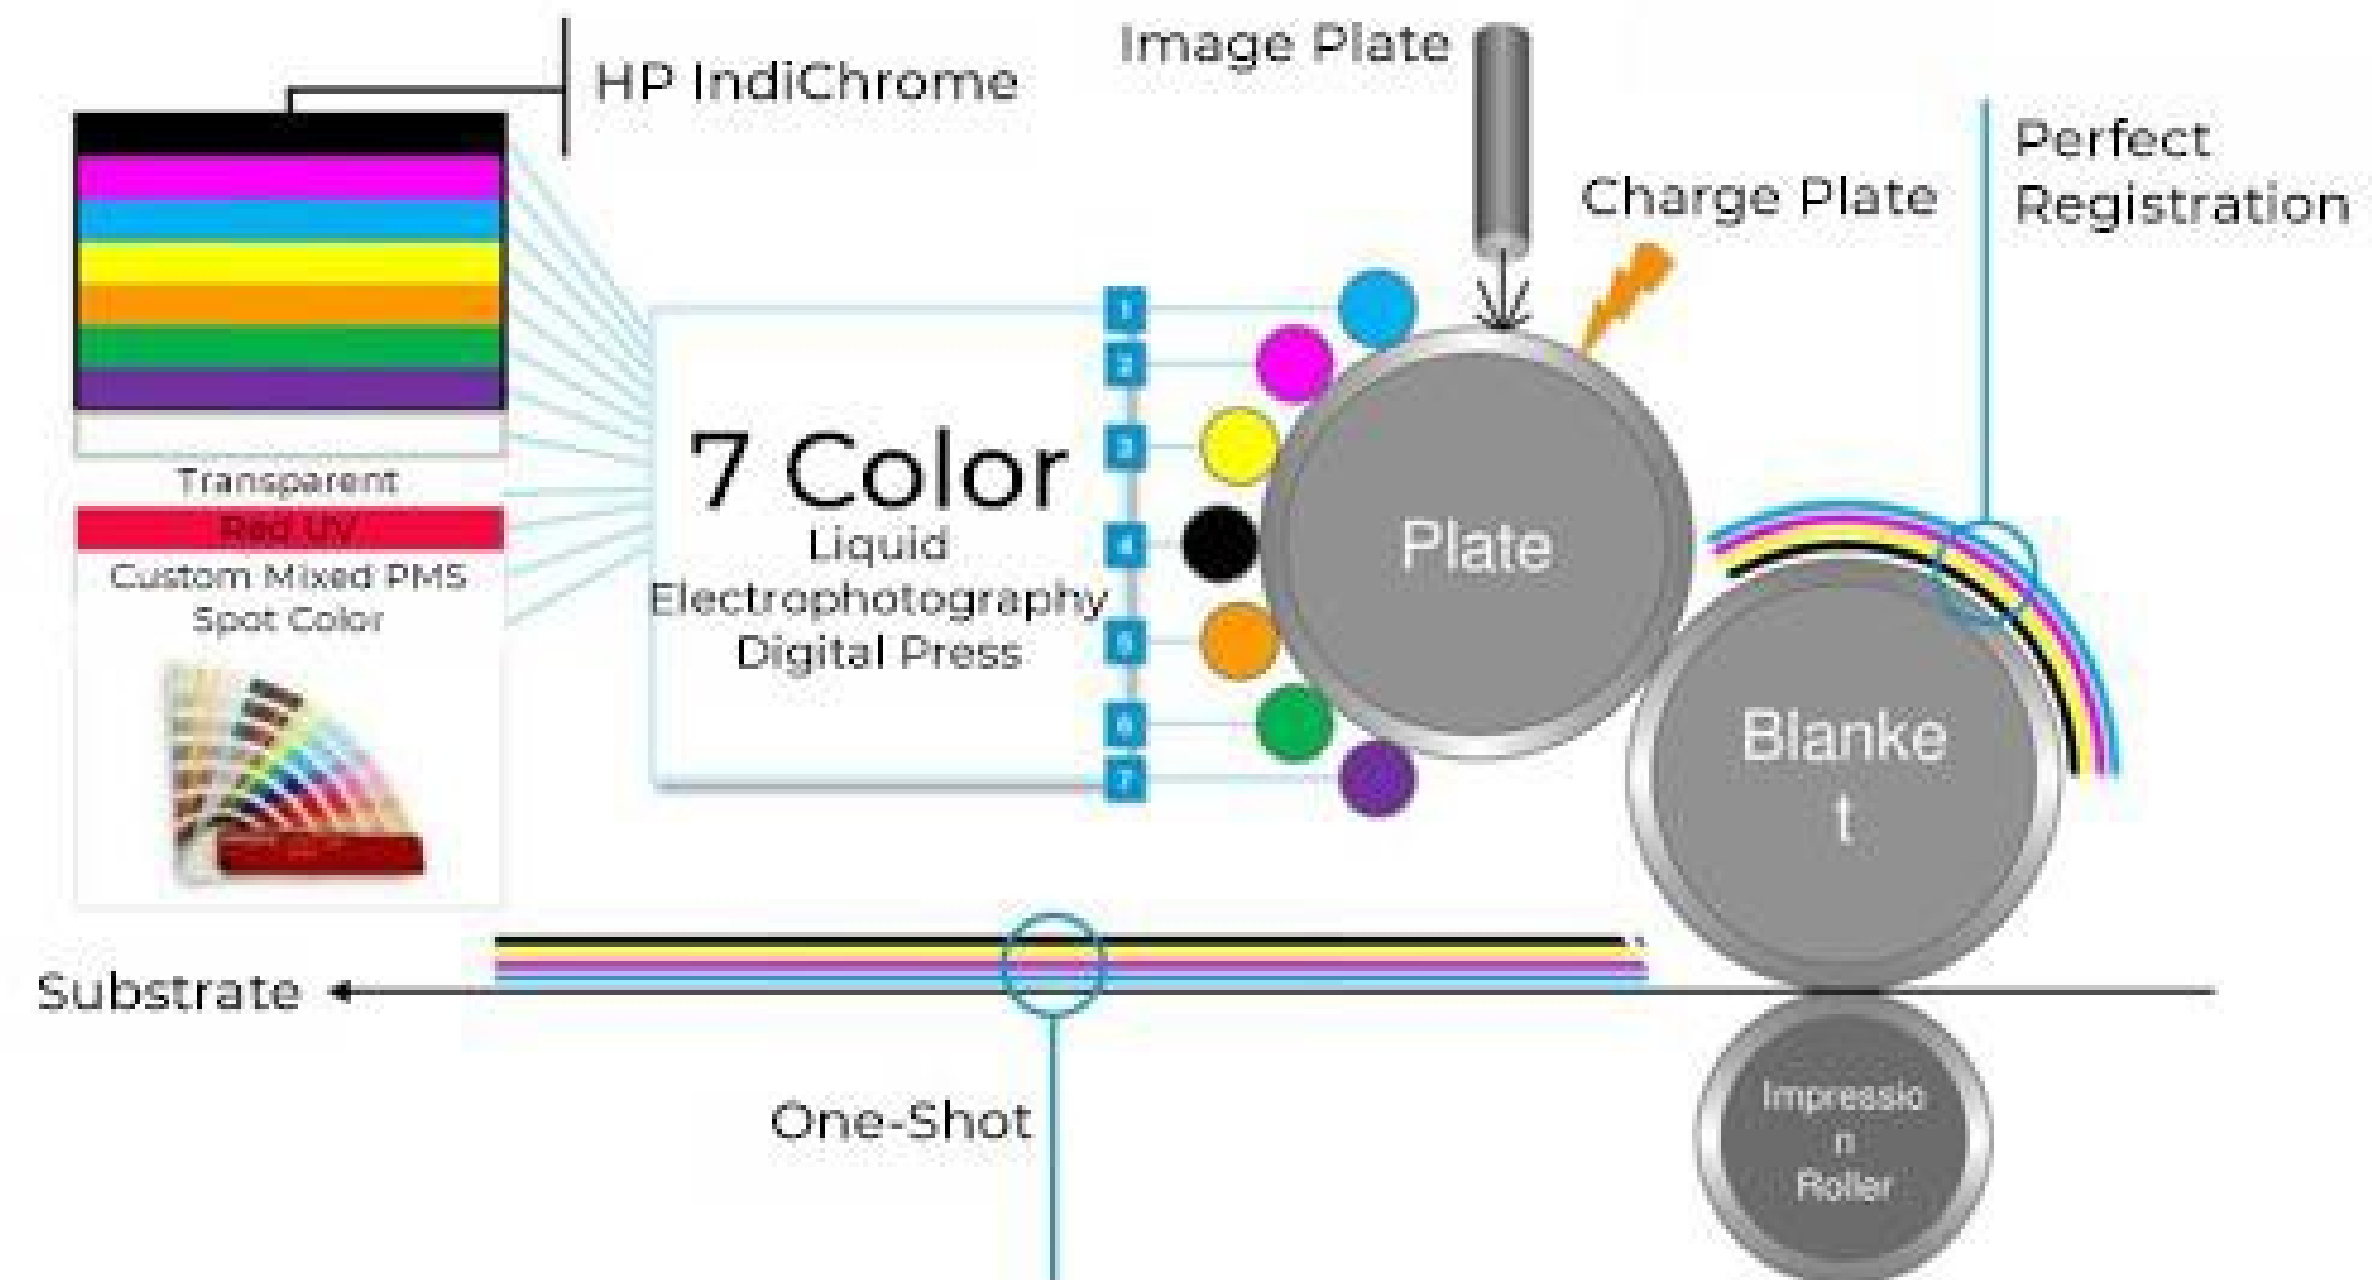 HP IndiChrome
Image Plate
Charge Plate
Perfect
Registration
Transparent
Red UV
Custom Mixed PMS
Spot Color
7 Color
Liquid
Electrophotography
Digital Press
1
2
3
4
5
6
7
Plate
Blanke
t
Substrate
One-Shot
Impressio
n
Roller